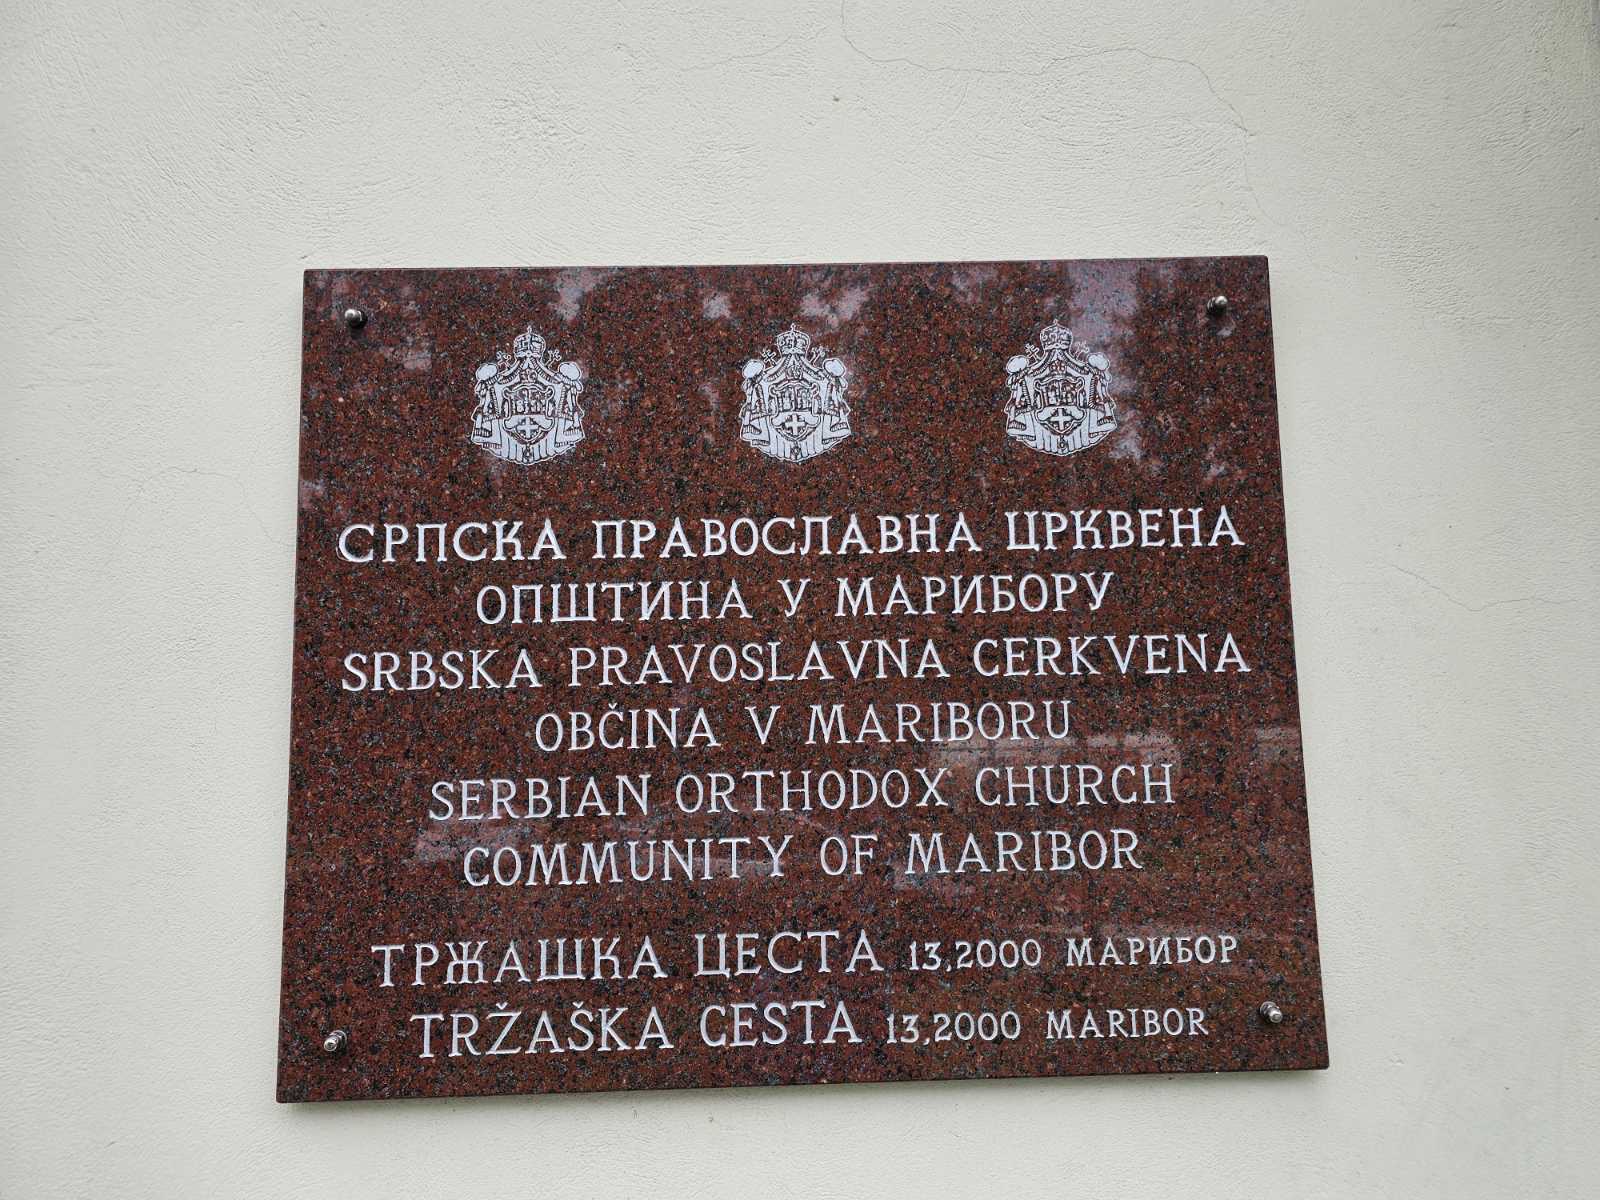 СРПСКА ПРАВОСЛАВНА ЦРКВЕНА
ОПШТИНА У МАРИБОРУ
SRBSKA PRAVOSLAVNA CERKVENA
OBČINA V MARIBORU
SERBIAN ORTHODOX CHURCH
COMMUNITY OF MARIBOR
ТРЖАШКА ЦЕСТА 13,2000 МАРИБОР
TRŽAŠKA CESTA 13,2000 MARIBOR